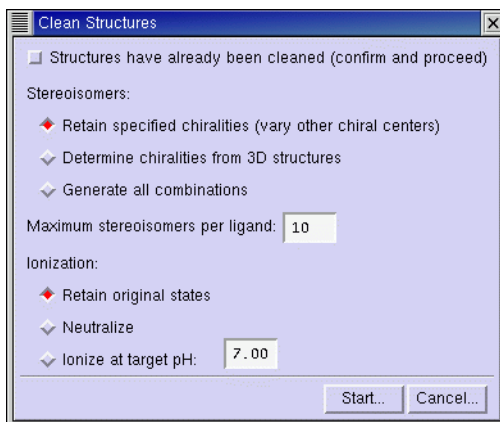 Clean Structures
Structures have already been cleaned (confirm and proceed)
Stereoisomers:
Retain specified chiralities (vary other chiral centers)
Determine chiralities from 3D structures
Generate all combinations
Maximum stereoisomers per ligand: 10
Ionization:
Retain original states
Neutralize
Ionize at target pH: 7.00
Start... Cancel...